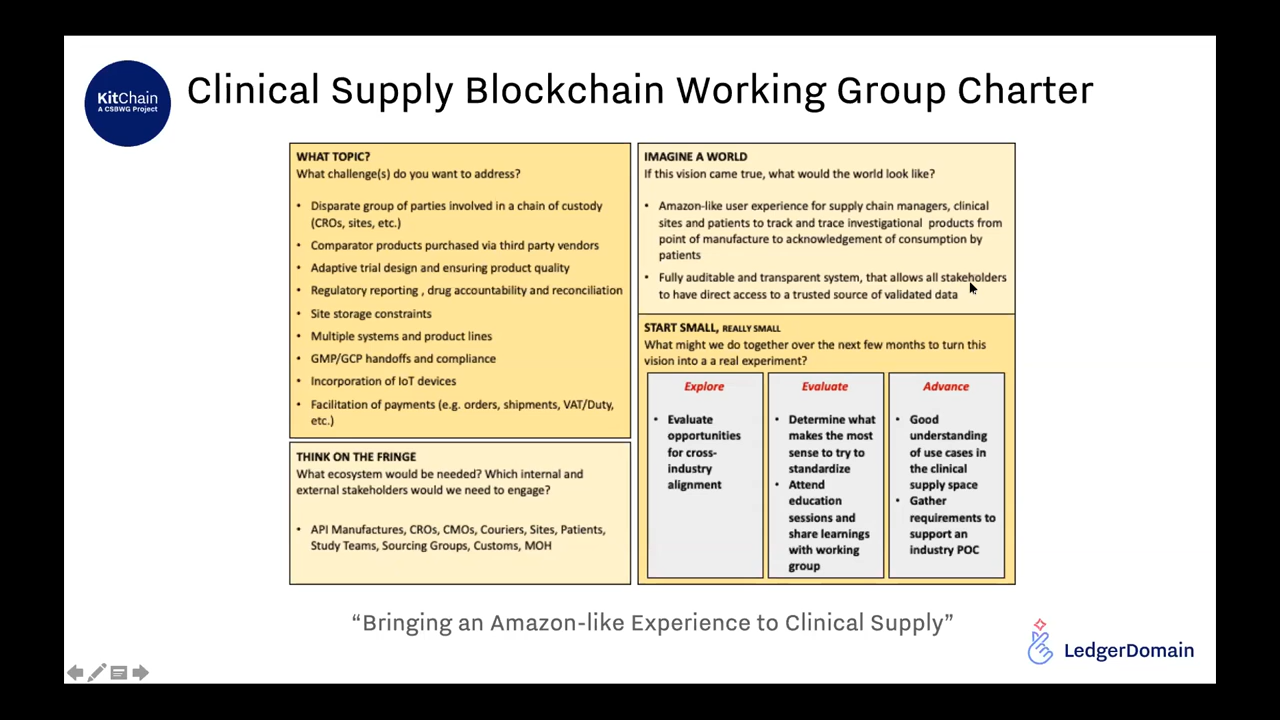 KitChain
A CSBWG Project
Clinical Supply Blockchain Working Group Charter
WHAT TOPIC?
What challenge(s) do you want to address?
• Disparate group of parties involved in a chain of custody
(CROs, sites, etc.)
• Comparator products purchased via third party vendors
• Adaptive trial design and ensuring product quality
• Regulatory reporting , drug accountability and reconciliation
• Site storage constraints
• Multiple systems and product lines
• GMP/GCP handoffs and compliance
• Incorporation of IoT devices
• Facilitation of payments (e.g. orders, shipments, VAT/Duty,
etc.)
THINK ON THE FRINGE
What ecosystem would be needed? Which internal and
external stakeholders would we need to engage?
• API Manufactures, CROs, CMOs, Couriers, Sites, Patients,
Study Teams, Sourcing Groups, Customs, MOH
IMAGINE A WORLD
If this vision came true, what would the world look like?
• Amazon-like user experience for supply chain managers, clinical
sites and patients to track and trace investigational products from
point of manufacture to acknowledgement of consumption by
patients
• Fully auditable and transparent system, that allows all stakeholders
to have direct access to a trusted source of validated data
START SMALL, REALLY SMALL
What might we do together over the next few months to turn this
vision into a a real experiment?
Explore
• Evaluate
opportunities
for cross-
industry
alignment
Evaluate
• Determine what
makes the most
sense to try to
standardize
• Attend
education
sessions and
share learnings
with working
group
Advance
• Good
understanding
of use cases in
the clinical
supply space
• Gather
requirements to
support an
industry POC
“Bringing an Amazon-like Experience to Clinical Supply”
LedgerDomain